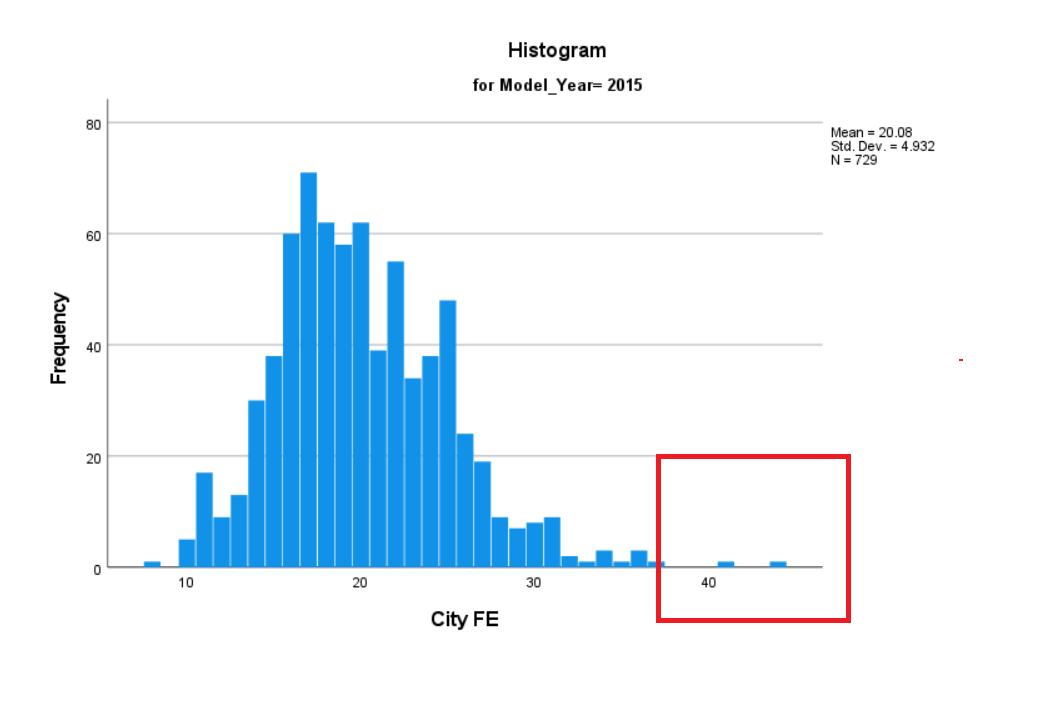 Histogram
for Model_Year= 2015
Mean = 20.08
Std. Dev. = 4.932
N = 729
80
60
40
20
0
Frequency
10
20
30
40
City FE